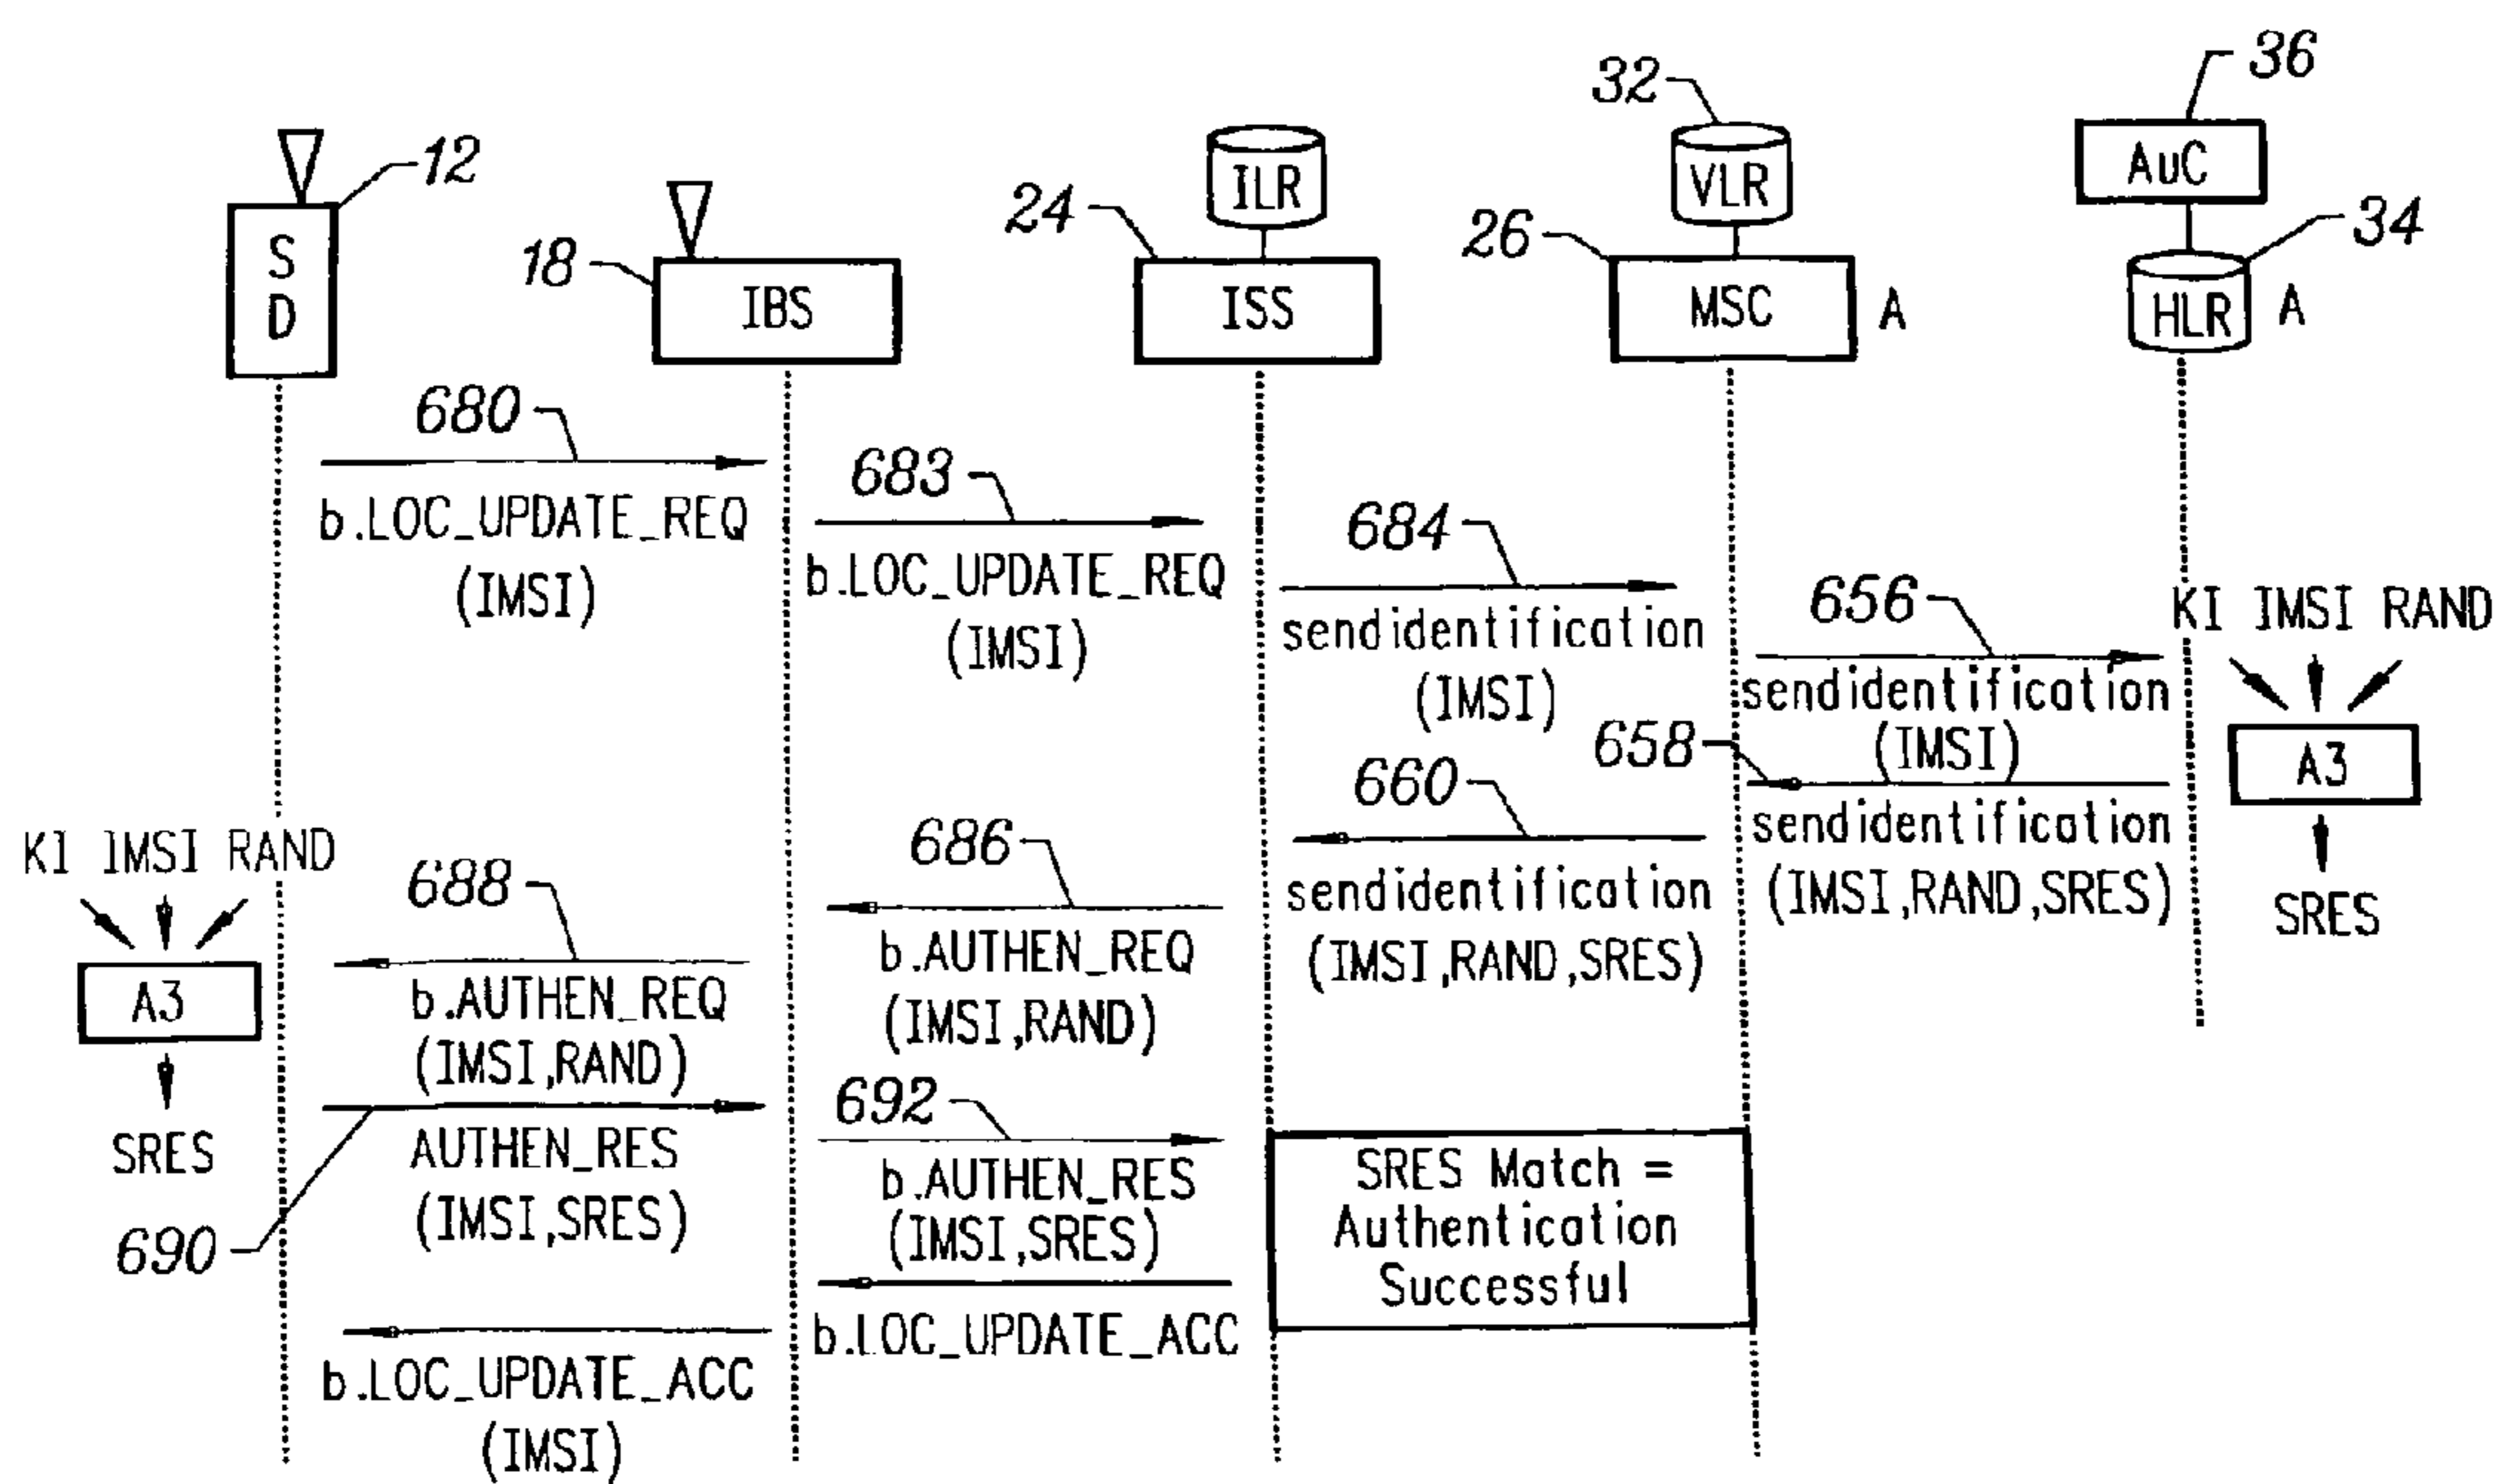 36
32
12
ILR
VLR
AuC
24
34
S
D
18
26
IBS
ISS
MSC
A
HLR
A
680
683
b.LOC_UPDATE_REQ
(IMSI)
684
b.LOC_UPDATE_REQ
(IMSI)
656
KI IMSI RAND
sendidentification
(IMSI)
sendidentification
(IMSI)
658
A3
660
sendidentification
(IMSI,RAND,SRES)
SRES
KI IMSI RAND
686
688
sendidentification
(IMSI,RAND,SRES)
b.AUTHEN_REQ
(IMSI,RAND)
A3
b.AUTHEN_REQ
(IMSI,RAND)
692
SRES
AUTHEN_RES
(IMSI,SRES)
b.AUTHEN_RES
(IMSI,SRES)
SRES Match =
Authentication
Successful
690
b.LOC_UPDATE_ACC
b.LOC_UPDATE_ACC
(IMSI)